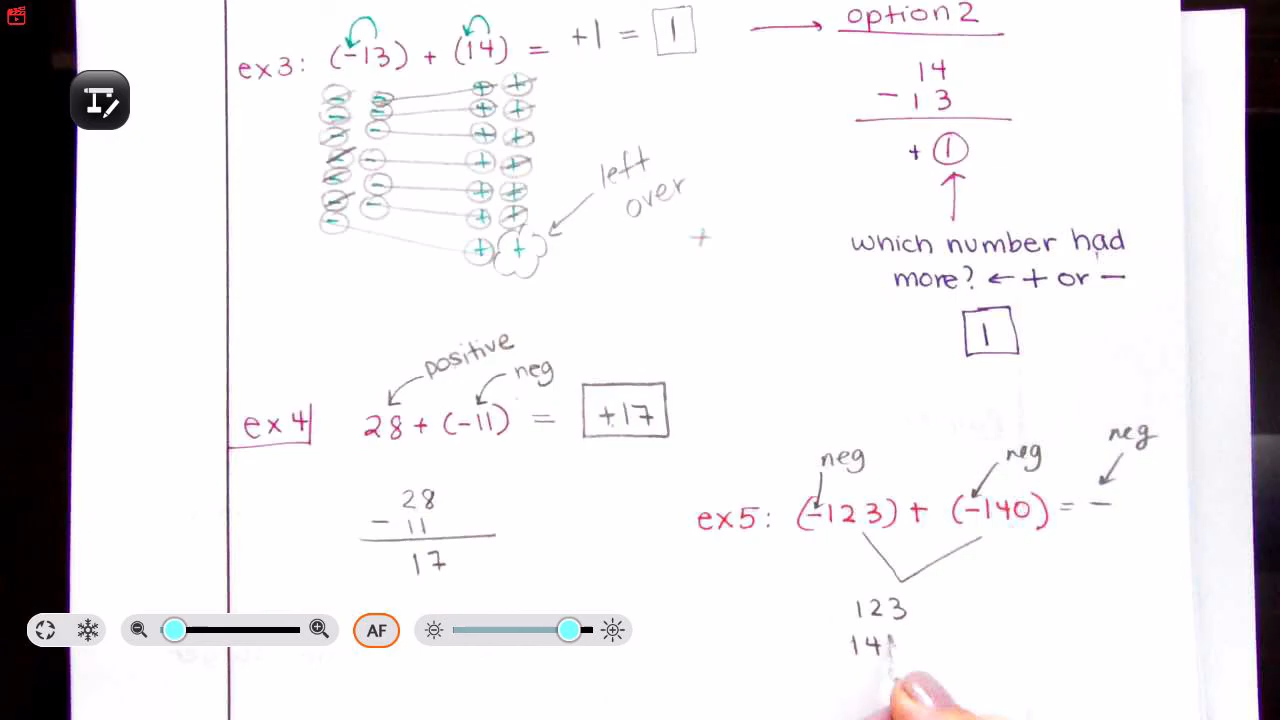 ex3: (-13) + (14) = +1 = 1
left over
option 2
14
- 13
+ 1
which number had
more? ← + or -
1
positive
neg
ex 4 28 + (-11) = +17
28
- 11
17
neg neg neg
ex5: (-123) + (-140) = -
123
14
AF